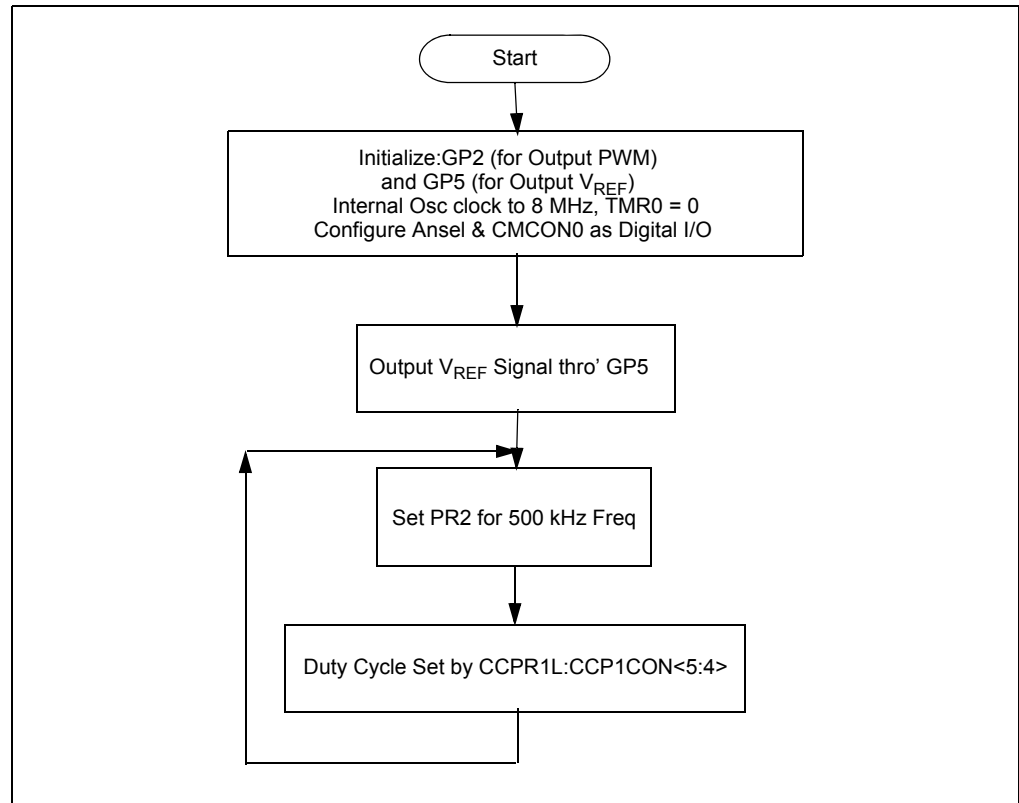 Start
Initialize:GP2 (for Output PWM)
and GP5 (for Output VREF)
Internal Osc clock to 8 MHz, TMR0 = 0
Configure Ansel & CMCON0 as Digital I/O
Output VREF Signal thro' GP5
Set PR2 for 500 kHz Freq
Duty Cycle Set by CCPR1L:CCP1CON<5:4>